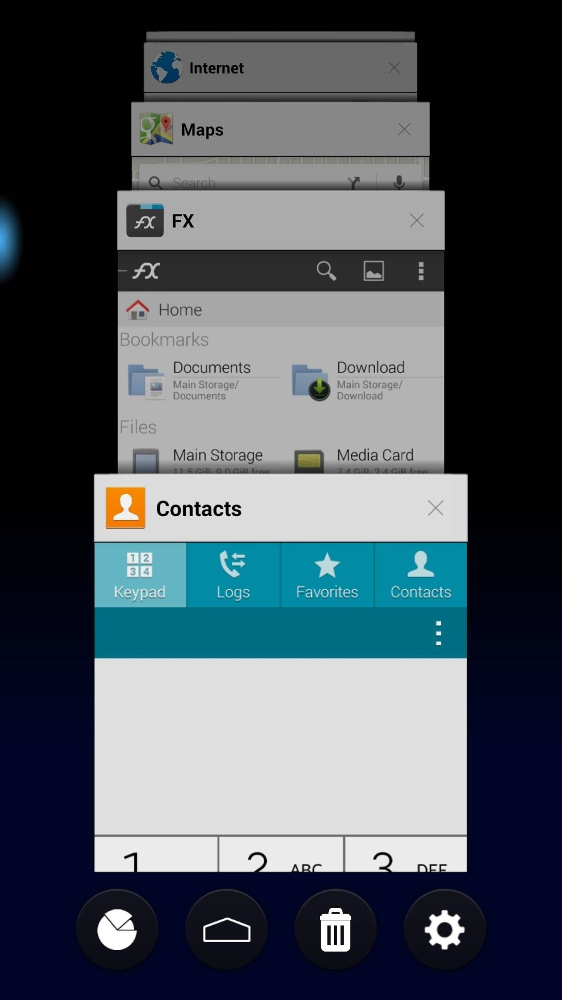 Internet
Maps
Search
FX
FX
FX
Home
Bookmarks
Documents
Main Storage/
Documents
Download
Main Storage/
Download
Files
Main Storage
11.5 GiB, 9.0 GiB free
Media Card
7.4 GiB, 2.4 GiB free
Contacts
1 2
3 4
Keypad
Logs
Favorites
Contacts
1
2 ABC
3 DEF